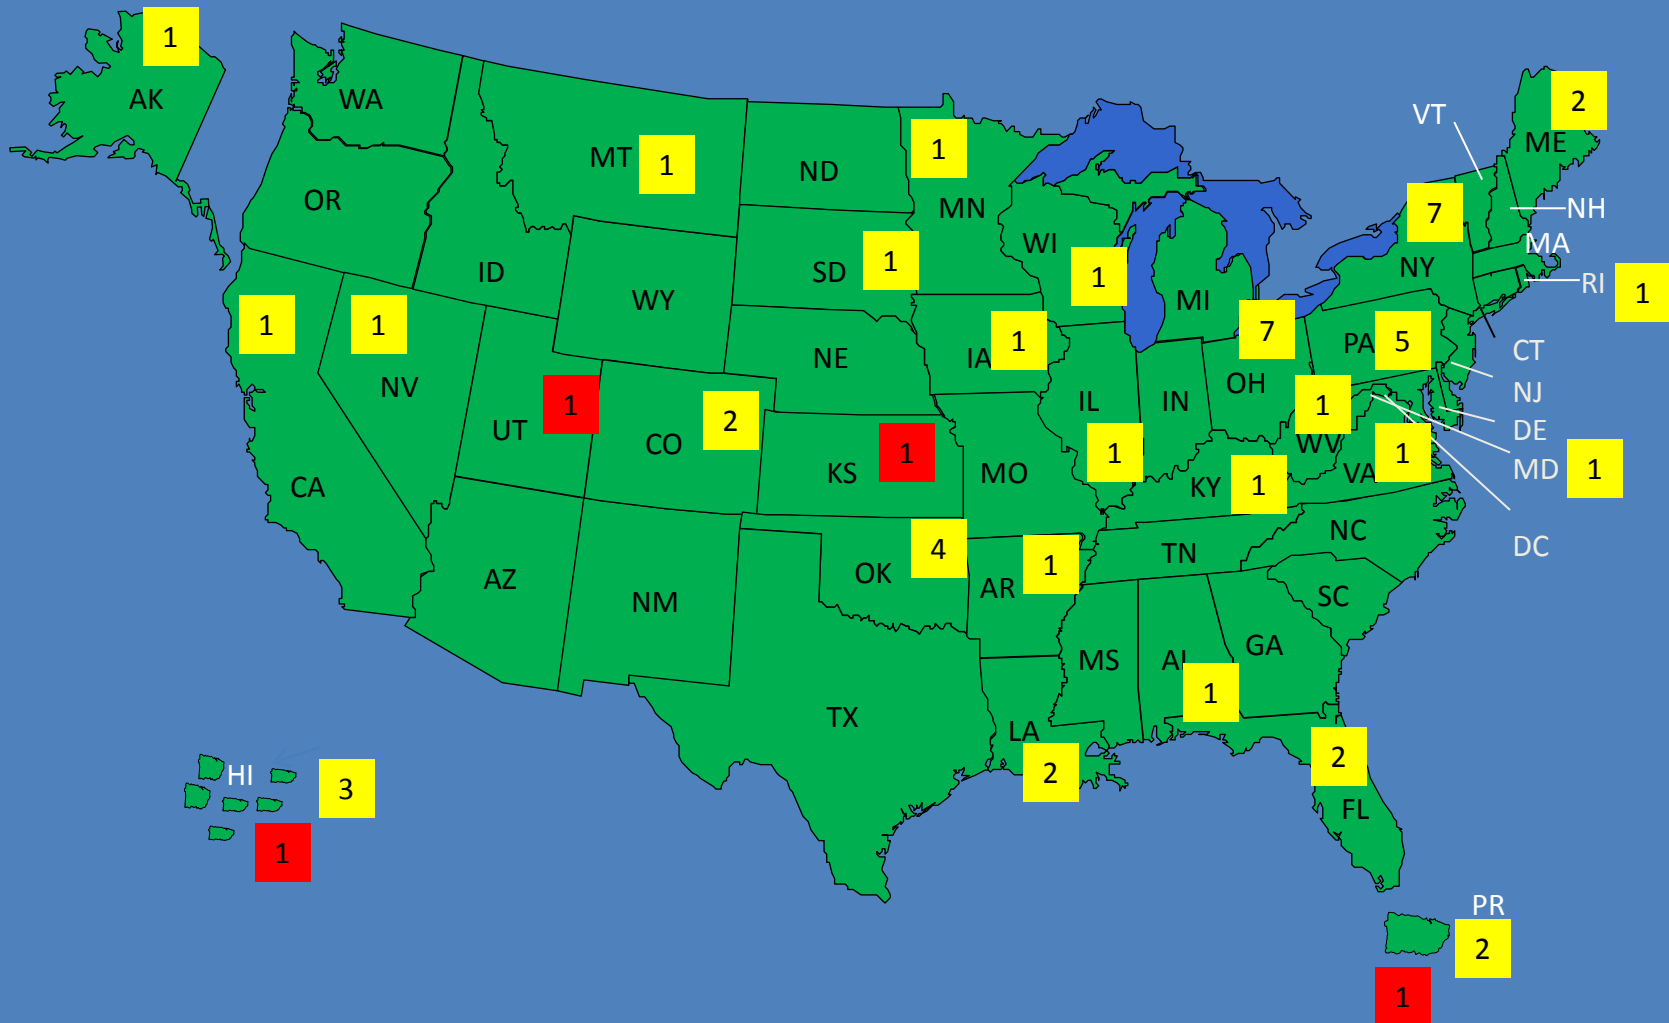 1
AK
WA
MT
1
ND
1
MN
2
ME
VT
OR
7
NH
NY
MA
ID
SD
1
WI
1
MI
RI
1
WY
1
1
NV
NE
IA
1
7
OH
PA
5
CT
NJ
UT
1
CO
2
KS
1
MO
IL
1
IN
1
WV
VA
1
DE
MD
1
CA
KY
1
DC
AZ
NM
OK
4
AR
1
TN
NC
SC
MS
AL
1
GA
TX
LA
2
2
FL
HI
3
1
PR
2
1